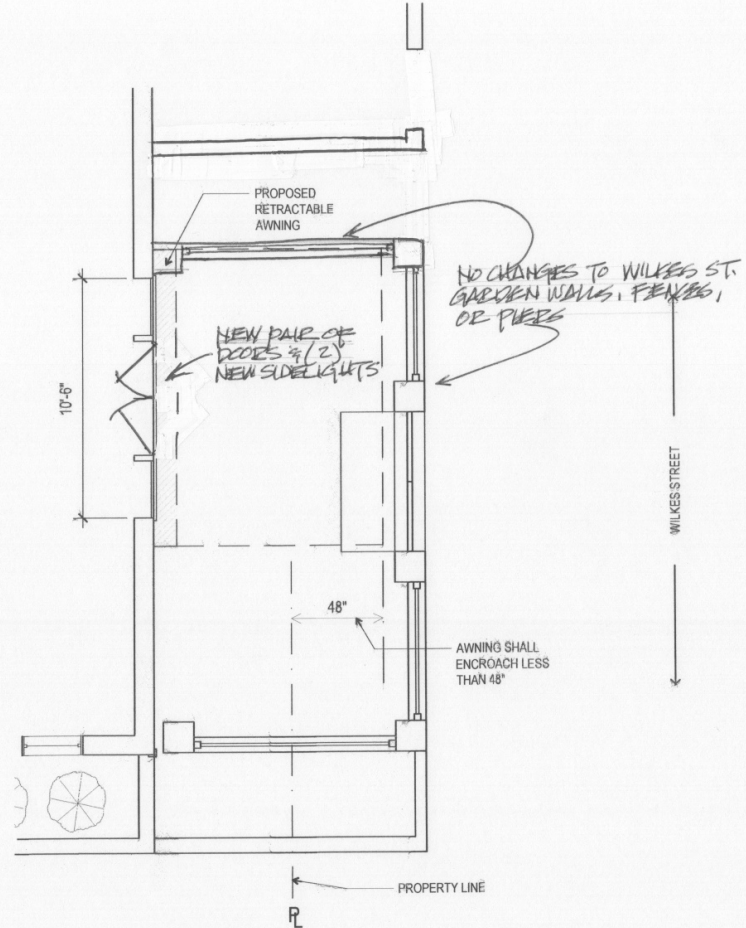 PROPOSED
RETRACTABLE
AWNING
NO CHANGES TO WILKES ST.
GARDEN WALLS, FENCES,
OR PIERS
NEW PAIR OF
DOORS & (2)
NEW SIDELIGHTS
10'-6"
WILKES STREET
48"
AWNING SHALL
ENCROACH LESS
THAN 48"
PROPERTY LINE
PL